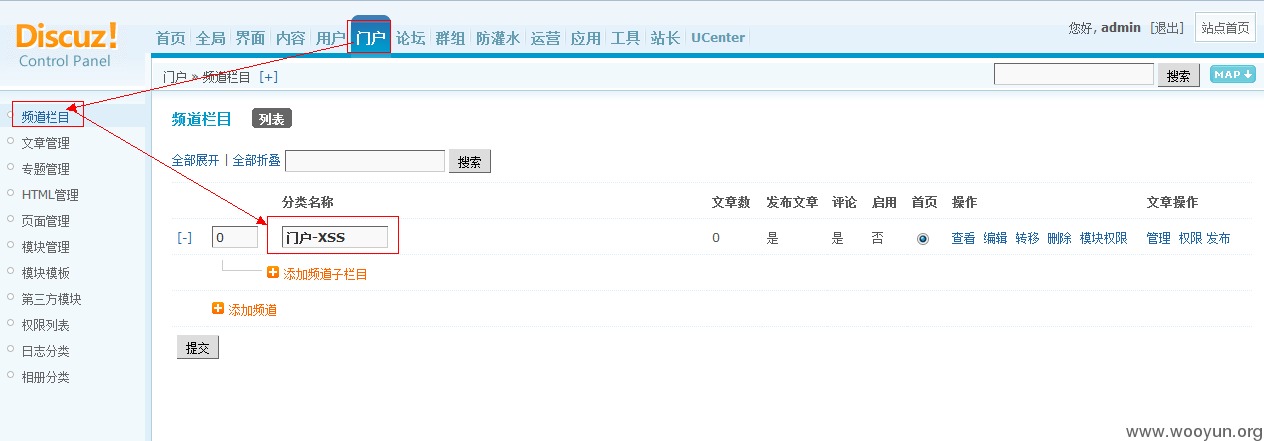 Discuz!
Control Panel
首页 全局 界面 内容 用户 门户 论坛 群组 防灌水 运营 应用 工具 站长 UCenter
您好, admin [退出] 站点首页
门户 » 频道栏目 [+]
搜索 MAP
频道栏目
文章管理
专题管理
HTML管理
页面管理
模块管理
模块模板
第三方模块
权限列表
日志分类
相册分类
频道栏目 列表
全部展开 | 全部折叠 搜索
分类名称 文章数 发布文章 评论 启用 首页 操作 文章操作
[-] 0 门户-XSS 0 是 是 否 查看 编辑 转移 删除 模块权限 管理 权限 发布
添加频道子栏目
添加频道
提交
www.wooyun.org